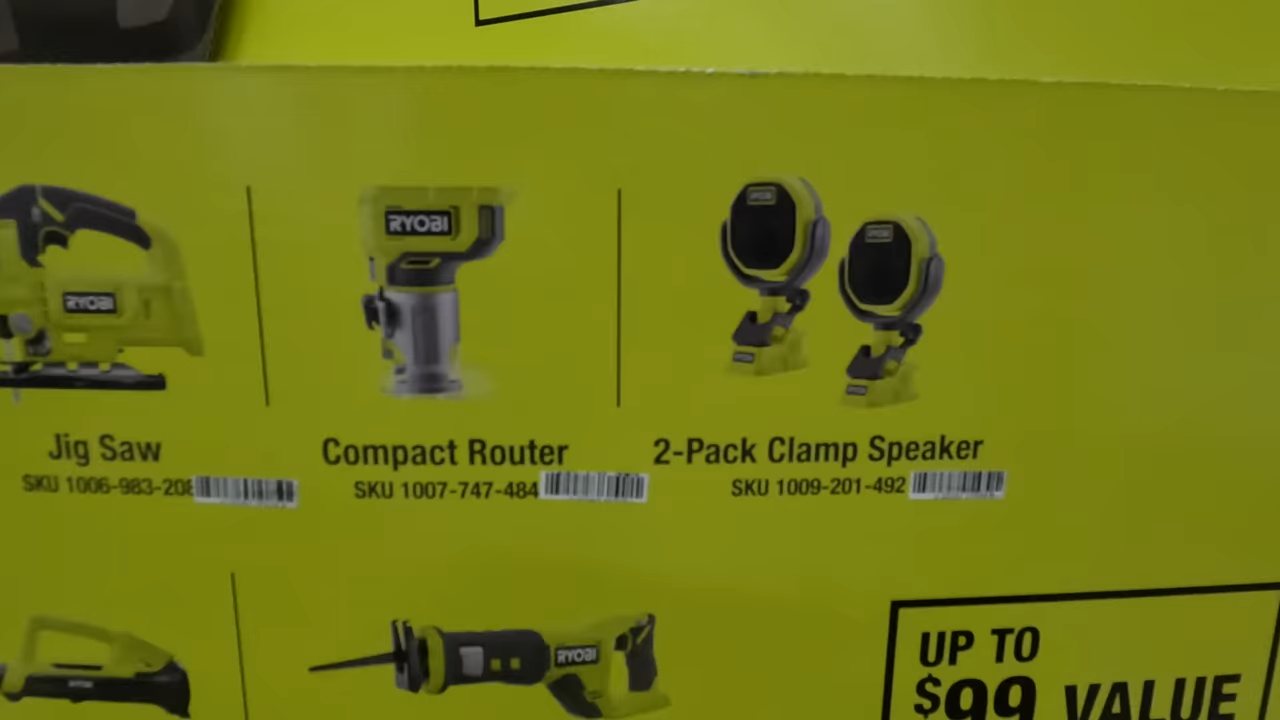 RYOBI
RYOBI
RYOBI
RYOBI
Jig Saw
Compact Router
2-Pack Clamp Speaker
SKU 1006-983-208
SKU 1007-747-484
SKU 1009-201-492
RYOBI
UP TO
$99 VALUE